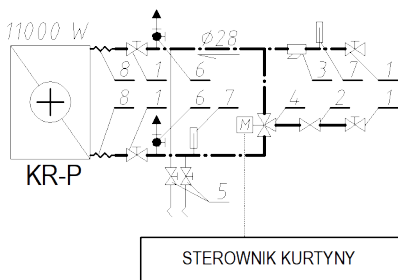 11000 W
Ø28
8 1 6 3 7 1
8 1 6 7 4 2 1
M
KR-P
5
STEROWNIK KURTYNY